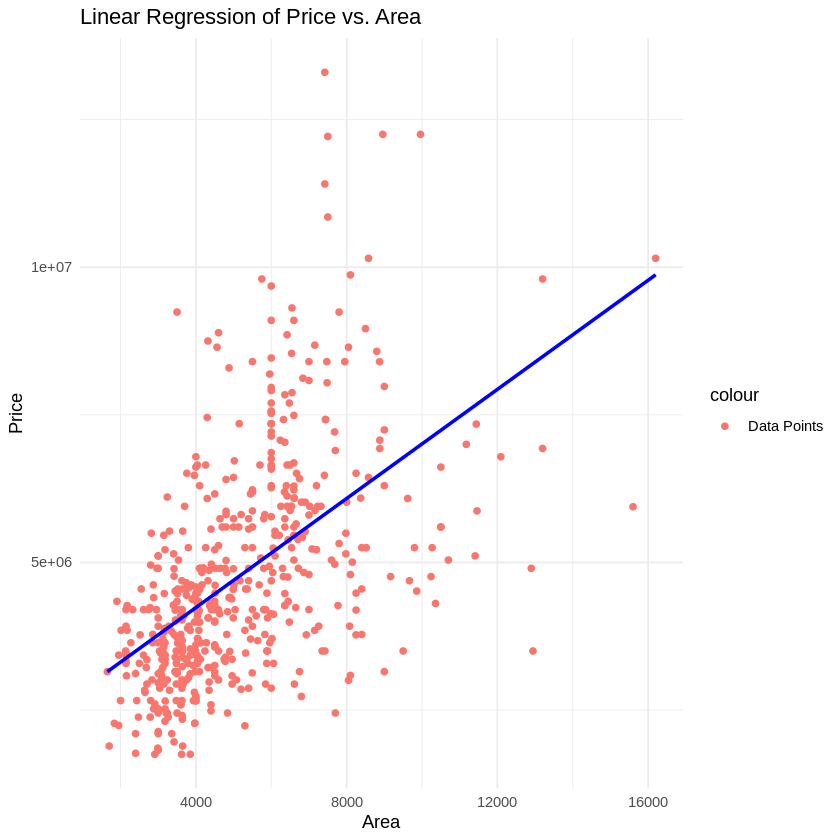 Linear Regression of Price vs. Area
Price
1e+07
5e+06
4000
8000
12000
16000
Area
colour
Data Points